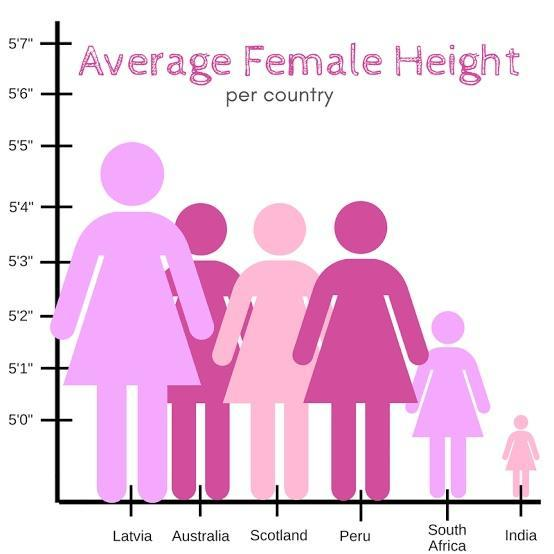 Average Female Height
per country
5'7"
5'6"
5'5"
5'4"
5'3"
5'2"
5'1"
5'0"
Latvia
Australia
Scotland
Peru
South
Africa
India